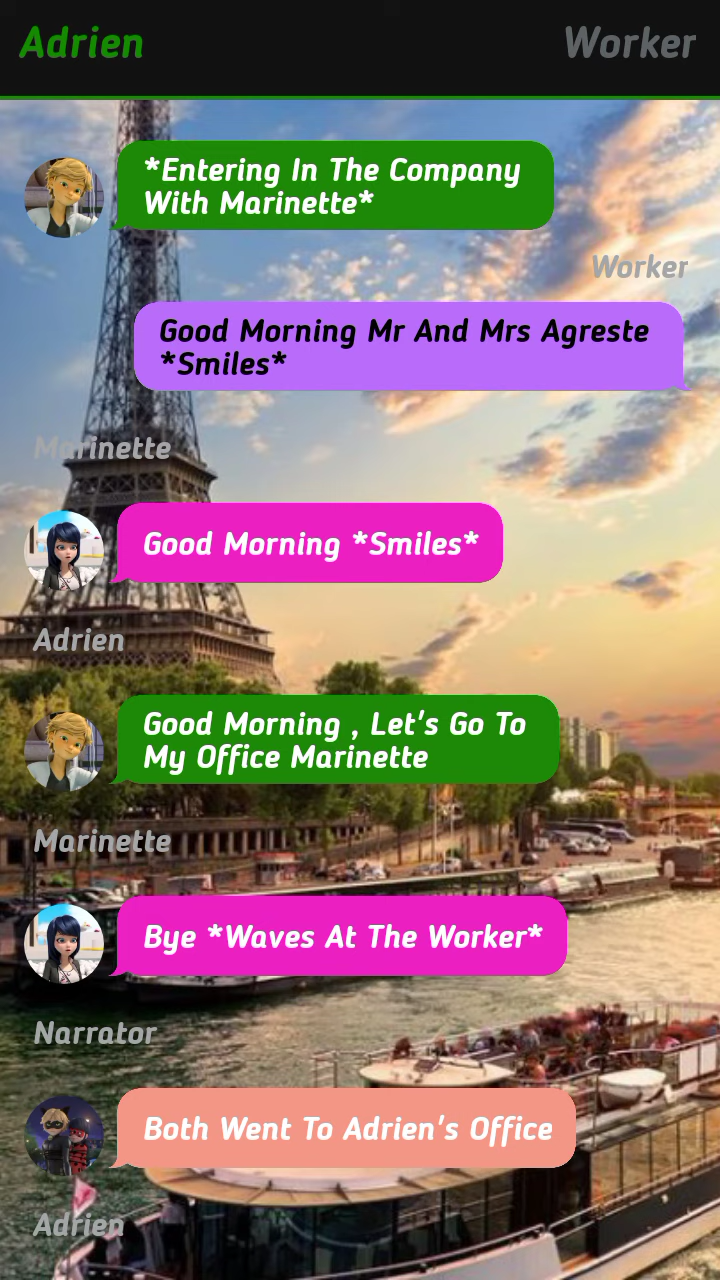 Adrien
Worker
*Entering In The Company
With Marinette*
Worker
Good Morning Mr And Mrs Agreste
*Smiles*
Marinette
Good Morning *Smiles*
Adrien
Good Morning , Let's Go To
My Office Marinette
Marinette
Bye *Waves At The Worker*
Narrator
Both Went To Adrien's Office
Adrien